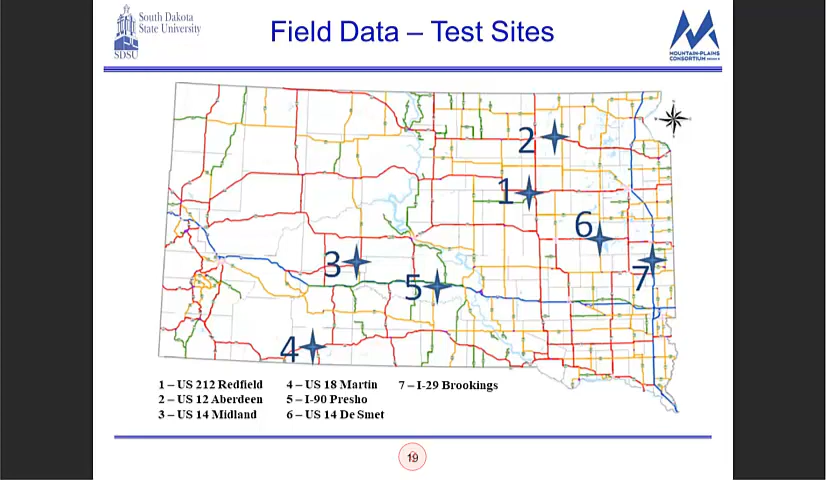 South Dakota
State University
SDSU
Field Data – Test Sites
MOUNTAIN-PLAINS
CONSORTIUM
2
1
6
3
5
7
4
1 – US 212 Redfield
2 – US 12 Aberdeen
3 – US 14 Midland
4 – US 18 Martin
5 – I-90 Presho
6 – US 14 De Smet
7 – I-29 Brookings
19